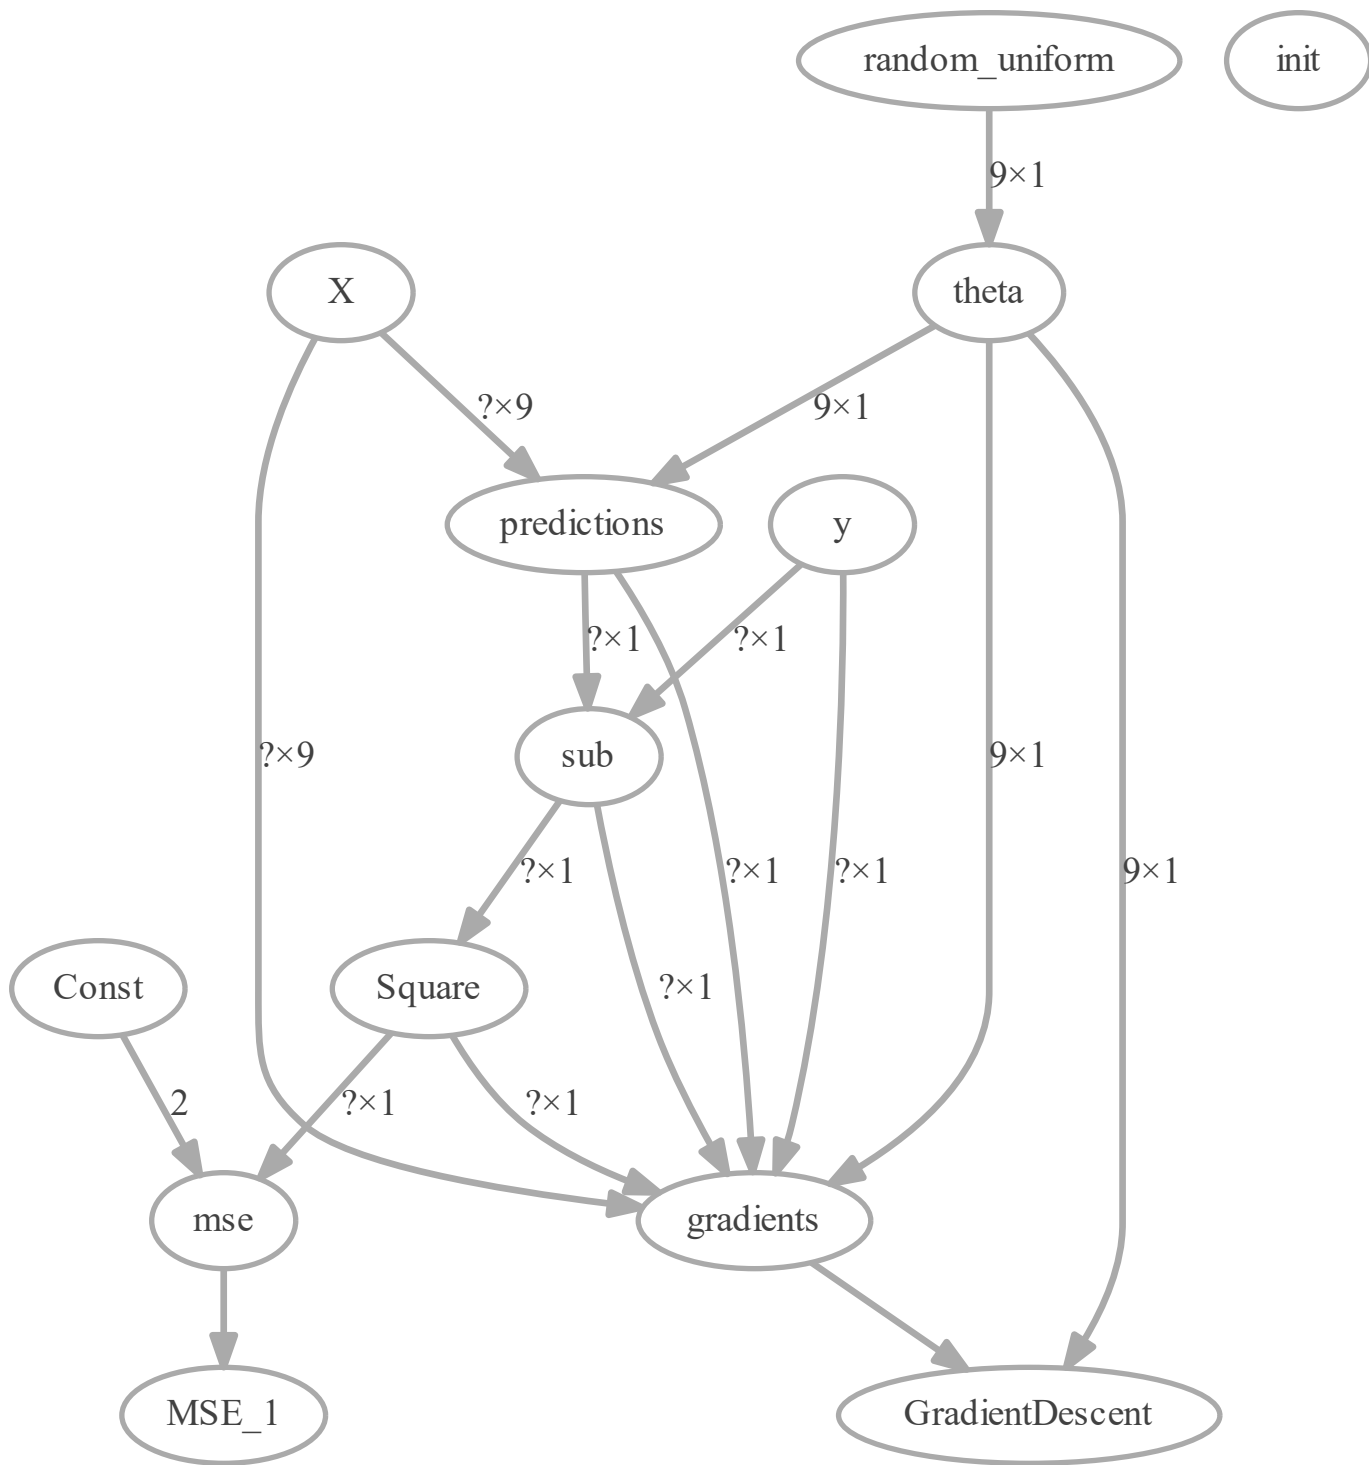 random_uniform
init
9×1
X
theta
?×9
9×1
predictions
y
?×1
?×1
?×9
sub
9×1
?×1
?×1
?×1
9×1
Const
Square
?×1
2
?×1
?×1
mse
gradients
MSE_1
GradientDescent